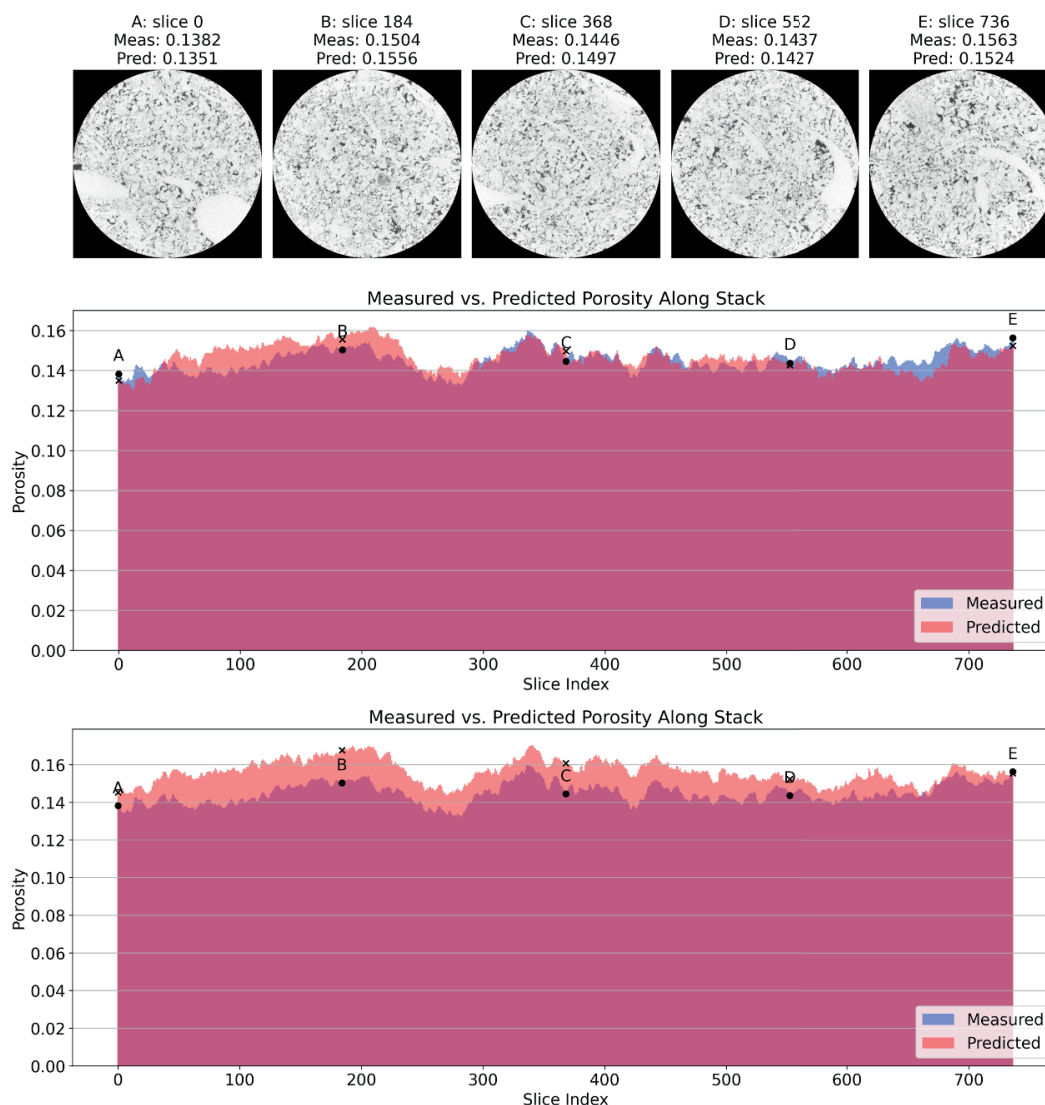 A: slice 0
Meas: 0.1382
Pred: 0.1351
B: slice 184
Meas: 0.1504
Pred: 0.1556
C: slice 368
Meas: 0.1446
Pred: 0.1497
D: slice 552
Meas: 0.1437
Pred: 0.1427
E: slice 736
Meas: 0.1563
Pred: 0.1524
Measured vs. Predicted Porosity Along Stack
Porosity
0.16
0.14
0.12
0.10
0.08
0.06
0.04
0.02
0.00
A
B
C
D
E
Measured
Predicted
0 100 200 300 400 500 600 700
Slice Index
Measured vs. Predicted Porosity Along Stack
Porosity
0.16
0.14
0.12
0.10
0.08
0.06
0.04
0.02
0.00
A
B
C
D
E
Measured
Predicted
0 100 200 300 400 500 600 700
Slice Index